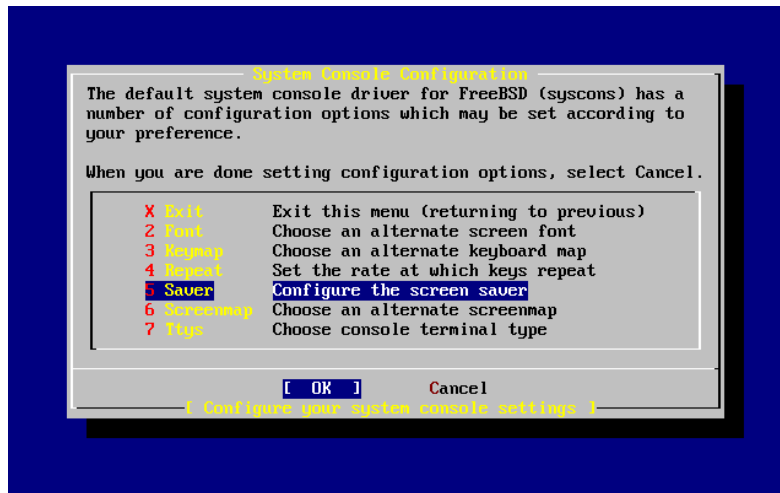 System Console Configuration
The default system console driver for FreeBSD (syscons) has a
number of configuration options which may be set according to
your preference.
When you are done setting configuration options, select Cancel.
X Exit Exit this menu (returning to previous)
2 Font Choose an alternate screen font
3 Keymap Choose an alternate keyboard map
4 Repeat Set the rate at which keys repeat
5 Saver Configure the screen saver
6 Screenmap Choose an alternate screenmap
7 Ttys Choose console terminal type
[ OK ] Cancel
[ Configure your system console settings ]